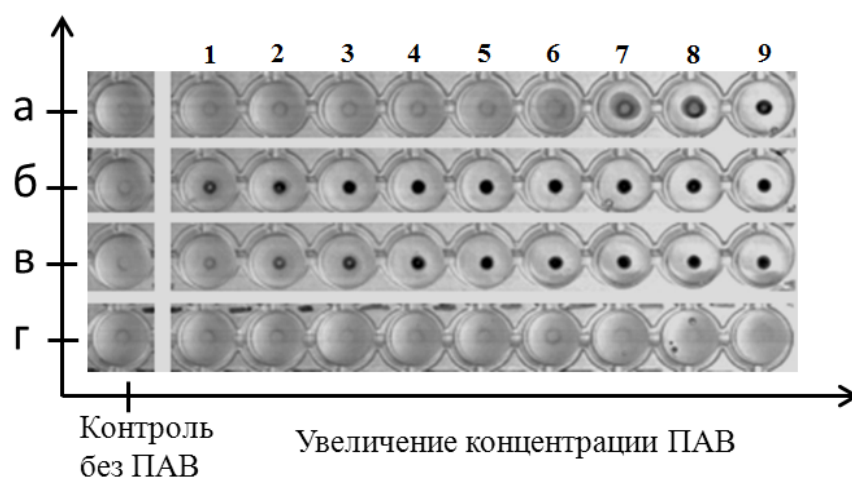 1 2 3 4 5 6 7 8 9
а
б
в
г
Контроль
без ПАВ
Увеличение концентрации ПАВ